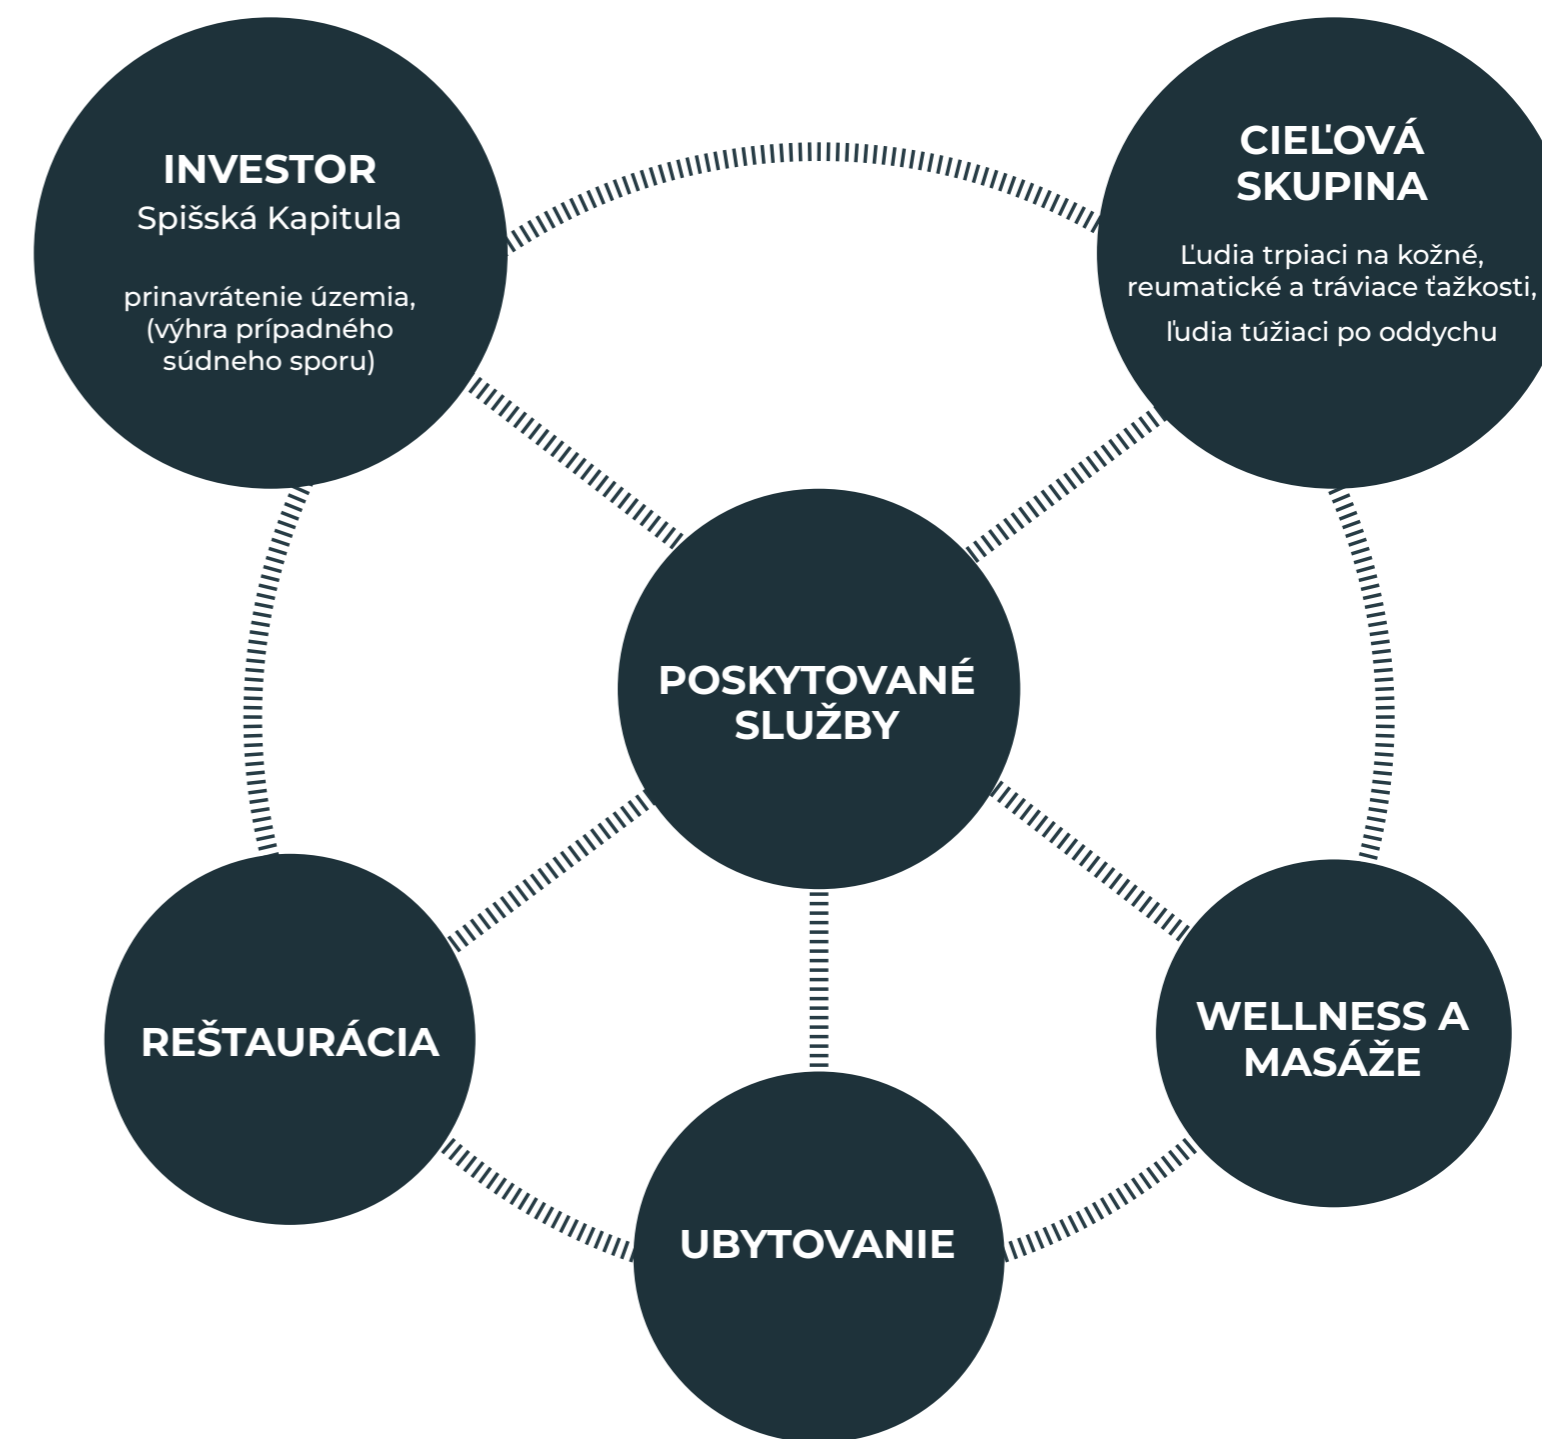 INVESTOR
Spišská Kapitula
prinavrátenie územia,
(výhra prípadného
súdneho sporu)
CIEĽOVÁ
SKUPINA
Ľudia trpiaci na kožné,
reumatické a tráviace ťažkosti,
ľudia túžiaci po oddychu
POSKYTOVANÉ
SLUŽBY
REŠTAURÁCIA
WELLNESS A
MASÁŽE
UBYTOVANIE